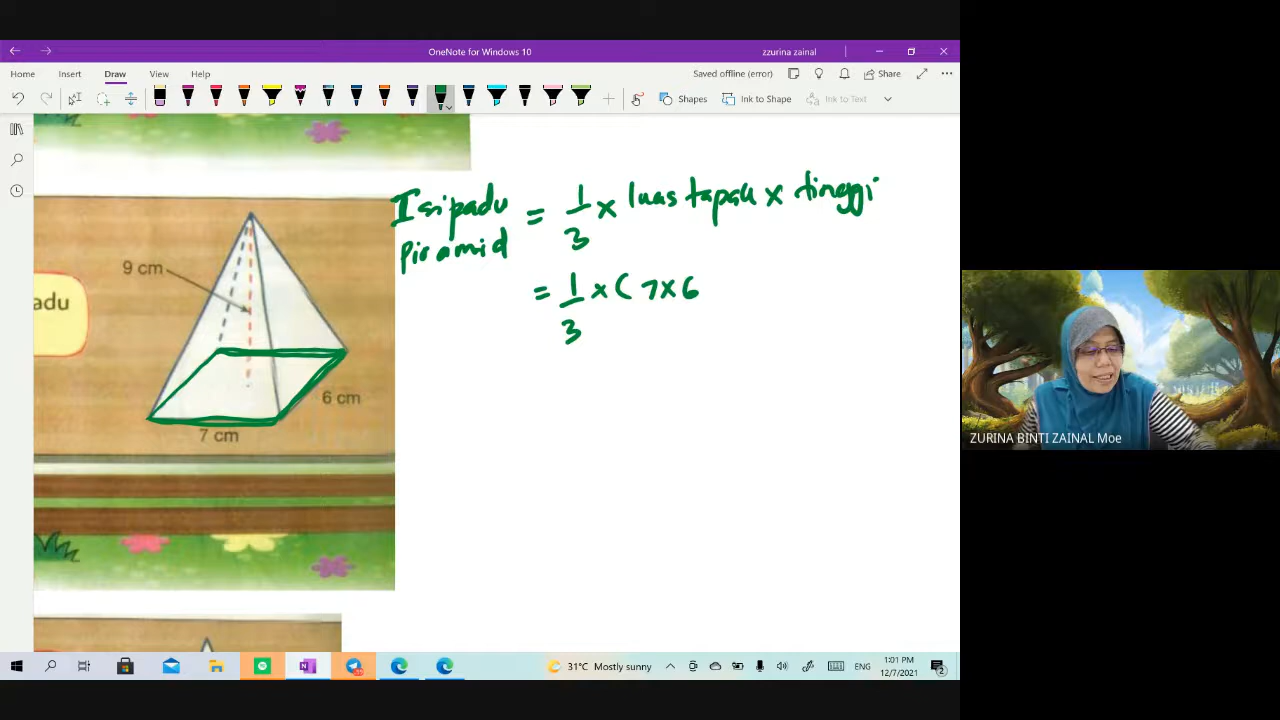 OneNote for Windows 10
zzurina zainal
Home Insert Draw View Help
Saved offline (error)
Share
Shapes
Ink to Shape
Ink to Text
Isipadu piramid = 1/3 x luas tapak x tinggi
= 1/3 x ( 7x6
9 cm
adu
6 cm
7 cm
ZURINA BINTI ZAINAL Moe
31°C Mostly sunny
ENG
1:01 PM
12/7/2021
2